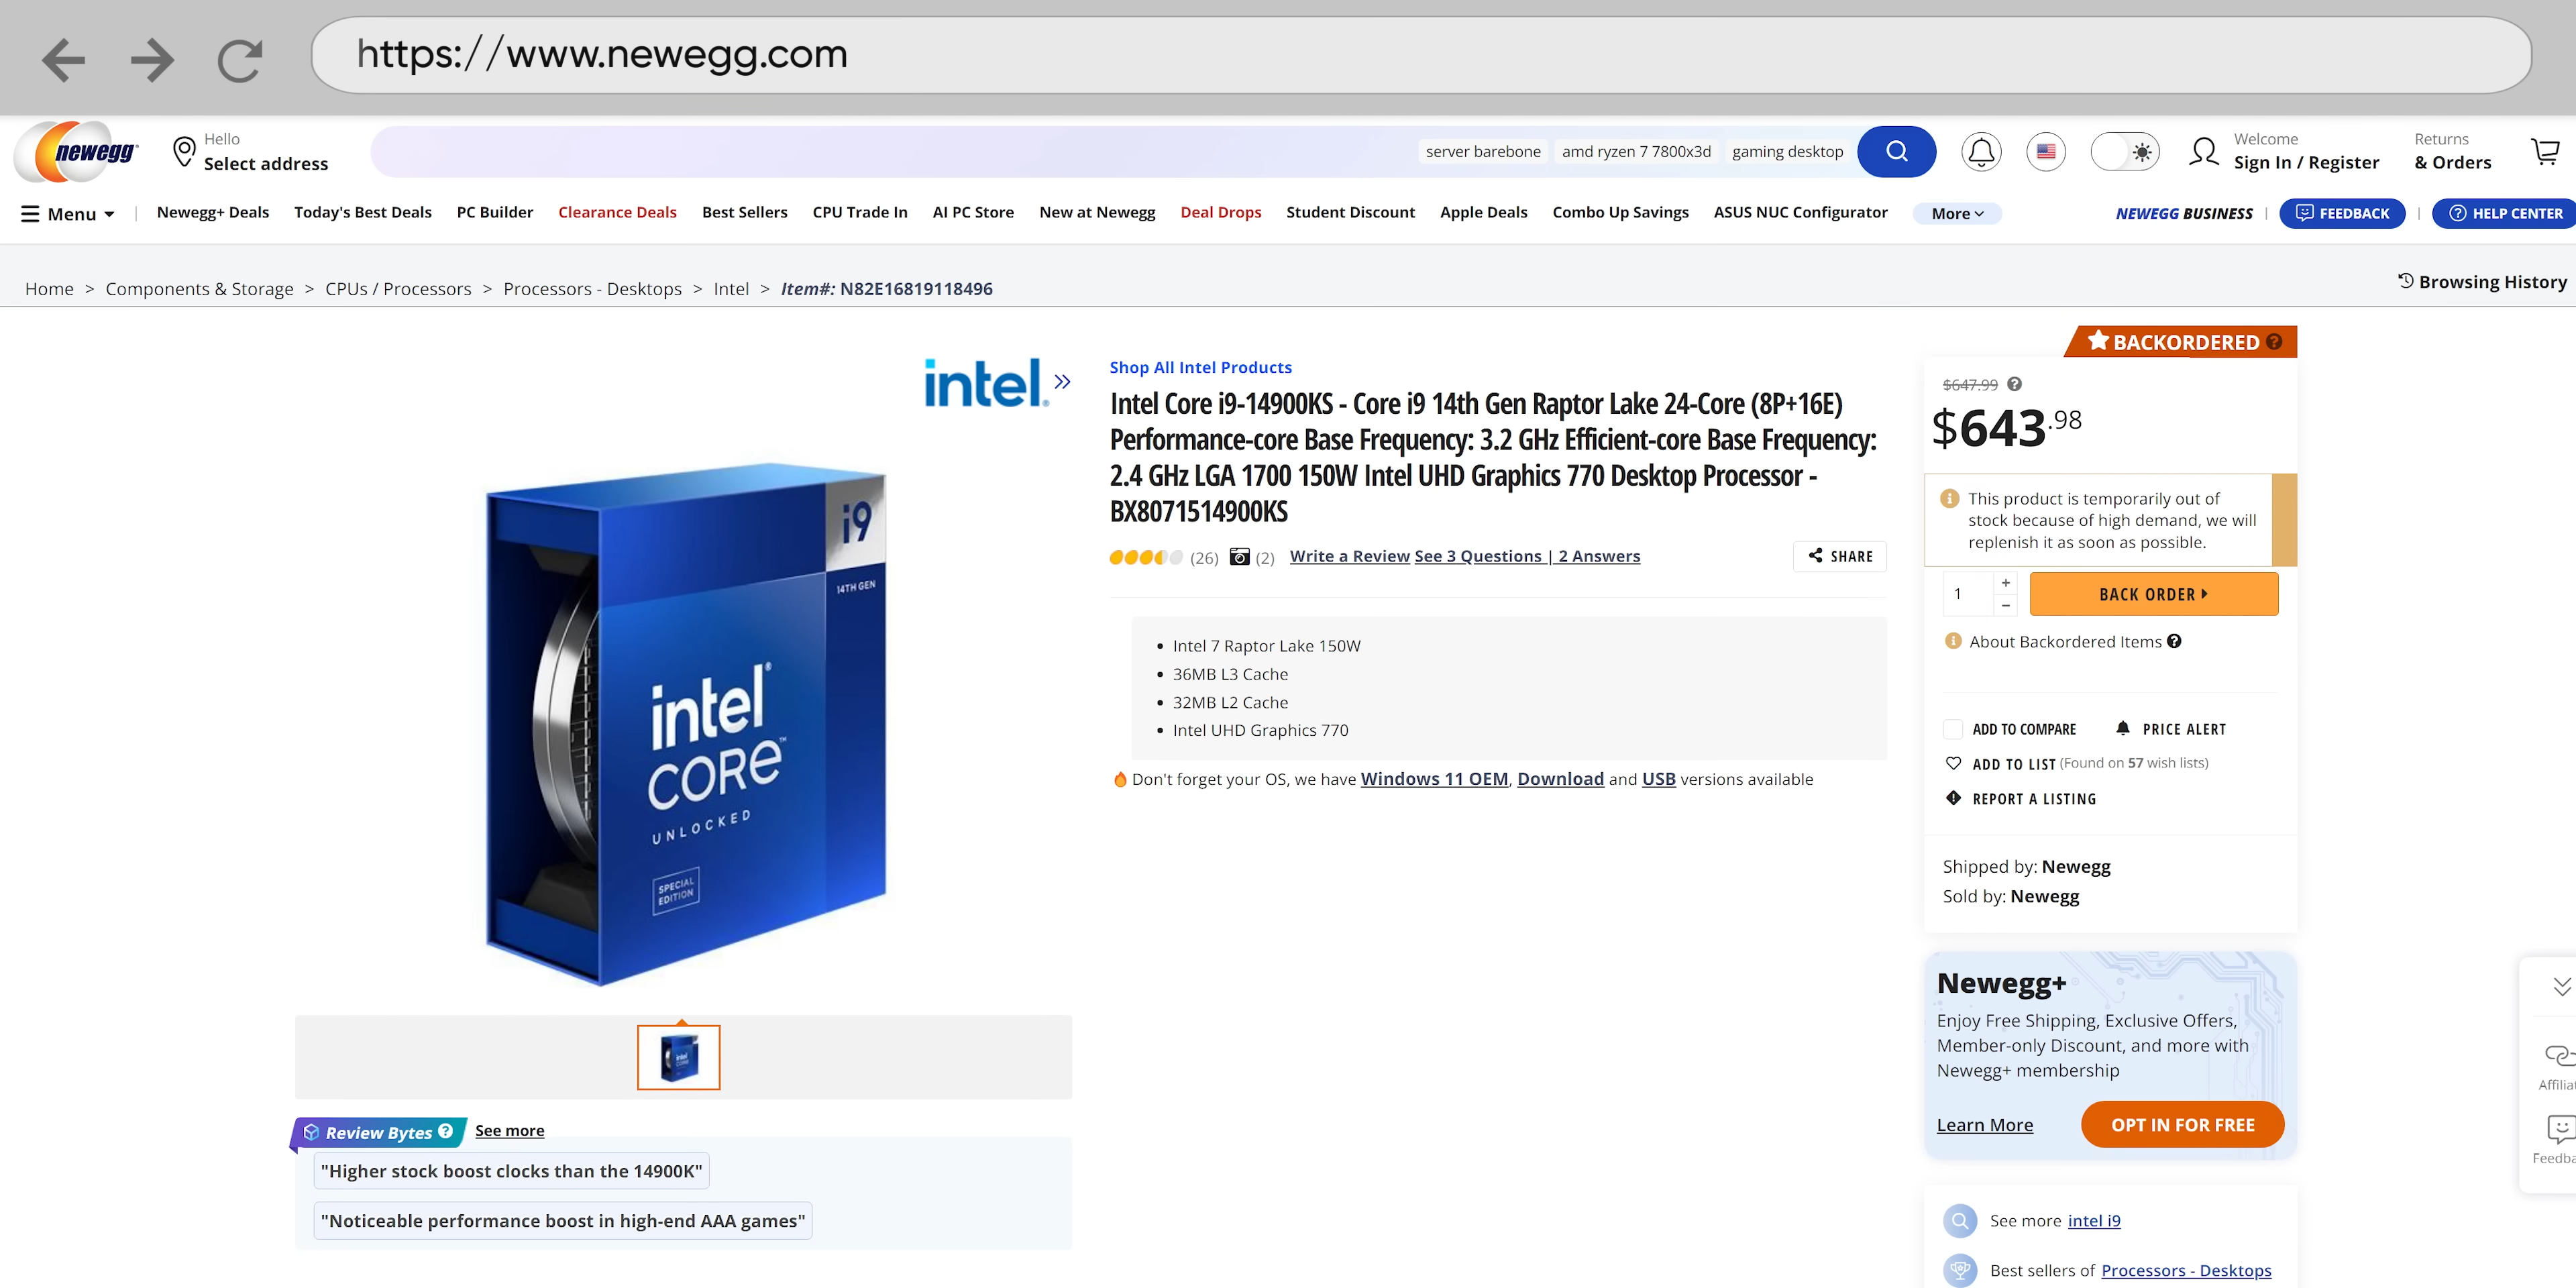 https://www.newegg.com
newegg
Hello
Select address
server barebone amd ryzen 7 7800x3d gaming desktop
Welcome
Sign In / Register
Returns
& Orders
Menu
Newegg+ Deals Today's Best Deals PC Builder Clearance Deals Best Sellers CPU Trade In AI PC Store New at Newegg Deal Drops Student Discount Apple Deals Combo Up Savings ASUS NUC Configurator More
NEWEGG BUSINESS | FEEDBACK | HELP CENTER
Home > Components & Storage > CPUs / Processors > Processors - Desktops > Intel > Item#: N82E16819118496
Browsing History
intel®
i9
14TH GEN
intel®
CORE™
UNLOCKED
SPECIAL
EDITION
intel
Review Bytes ? See more
"Higher stock boost clocks than the 14900K"
"Noticeable performance boost in high-end AAA games"
Shop All Intel Products
Intel Core i9-14900KS - Core i9 14th Gen Raptor Lake 24-Core (8P+16E)
Performance-core Base Frequency: 3.2 GHz Efficient-core Base Frequency:
2.4 GHz LGA 1700 150W Intel UHD Graphics 770 Desktop Processor -
BX8071514900KS
(26) (2) Write a Review See 3 Questions | 2 Answers
SHARE
• Intel 7 Raptor Lake 150W
• 36MB L3 Cache
• 32MB L2 Cache
• Intel UHD Graphics 770
Don't forget your OS, we have Windows 11 OEM, Download and USB versions available
BACKORDERED ?
$647.99 ?
$643.98
This product is temporarily out of
stock because of high demand, we will
replenish it as soon as possible.
1 + −
BACK ORDER
About Backordered Items ?
ADD TO COMPARE PRICE ALERT
ADD TO LIST (Found on 57 wish lists)
REPORT A LISTING
Shipped by: Newegg
Sold by: Newegg
Newegg+
Enjoy Free Shipping, Exclusive Offers,
Member-only Discount, and more with
Newegg+ membership
Learn More OPT IN FOR FREE
See more intel i9
Best sellers of Processors - Desktops
Affilia
Feedba